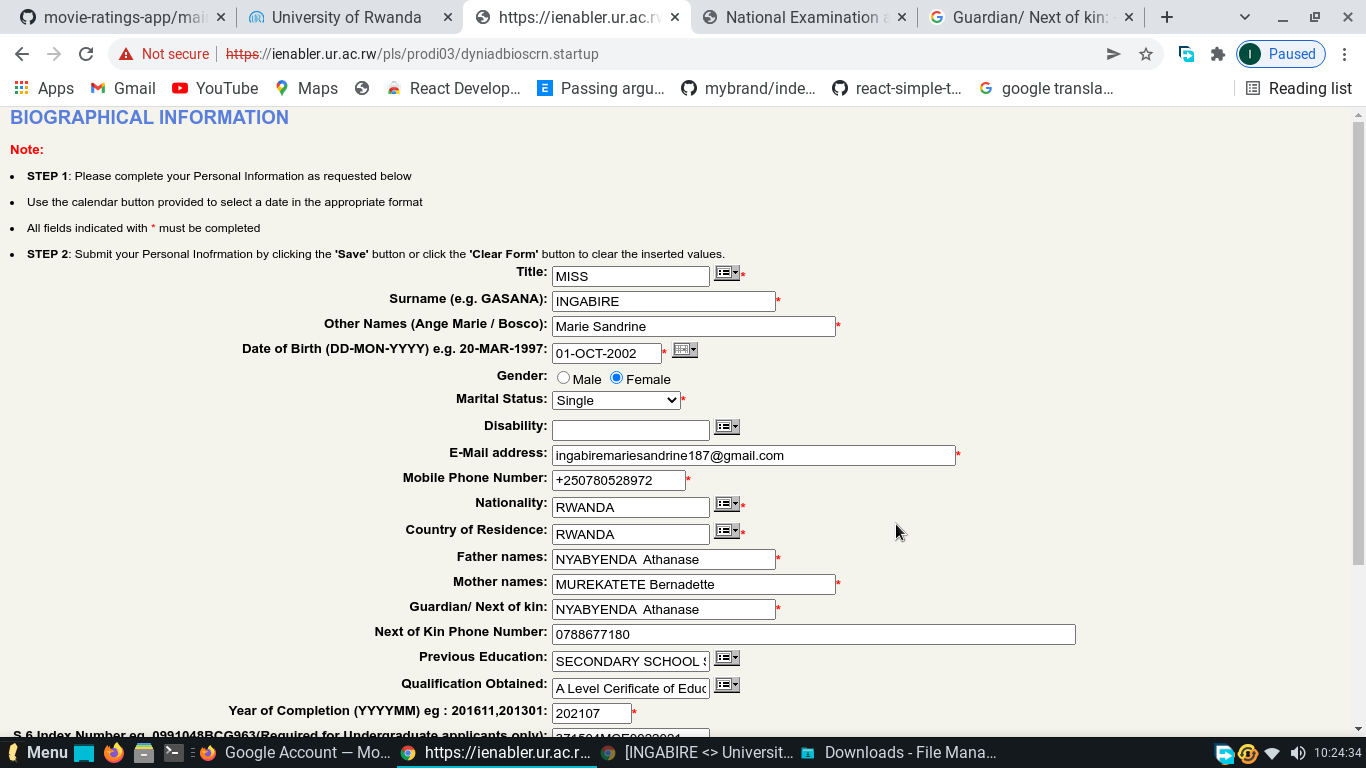 movie-ratings-app/mai
University of Rwanda
https://ienabler.ur.ac.rw
National Examination a
Guardian/ Next of kin:
Not secure
https://ienabler.ur.ac.rw/pls/prodi03/dyniadbioscrn.startup
I
Paused
Apps
Gmail
YouTube
Maps
React Develop...
Passing argu...
mybrand/inde...
react-simple-t...
google transla...
Reading list
BIOGRAPHICAL INFORMATION
Note:
• STEP 1: Please complete your Personal Information as requested below
• Use the calendar button provided to select a date in the appropriate format
• All fields indicated with * must be completed
• STEP 2: Submit your Personal Inofrmation by clicking the 'Save' button or click the 'Clear Form' button to clear the inserted values.
Title: MISS *
Surname (e.g. GASANA): INGABIRE *
Other Names (Ange Marie / Bosco): Marie Sandrine *
Date of Birth (DD-MON-YYYY) e.g. 20-MAR-1997: 01-OCT-2002 *
Gender: Male Female
Marital Status: Single *
Disability:
E-Mail address: ingabiremariesandrine187@gmail.com *
Mobile Phone Number: +250780528972 *
Nationality: RWANDA *
Country of Residence: RWANDA *
Father names: NYABYENDA  Athanase *
Mother names: MUREKATETE Bernadette *
Guardian/ Next of kin: NYABYENDA  Athanase *
Next of Kin Phone Number: 0788677180
Previous Education: SECONDARY SCHOOL S
Qualification Obtained: A Level Cerificate of Educ
Year of Completion (YYYYMM) eg : 201611,201301: 202107 *
S.6 Index Number eg. 0991048BCG963(Required for Undergraduate applicants only):
Menu
Google Account — Mo...
https://ienabler.ur.ac.r...
[INGABIRE <> Universit...
Downloads - File Mana...
10:24:34